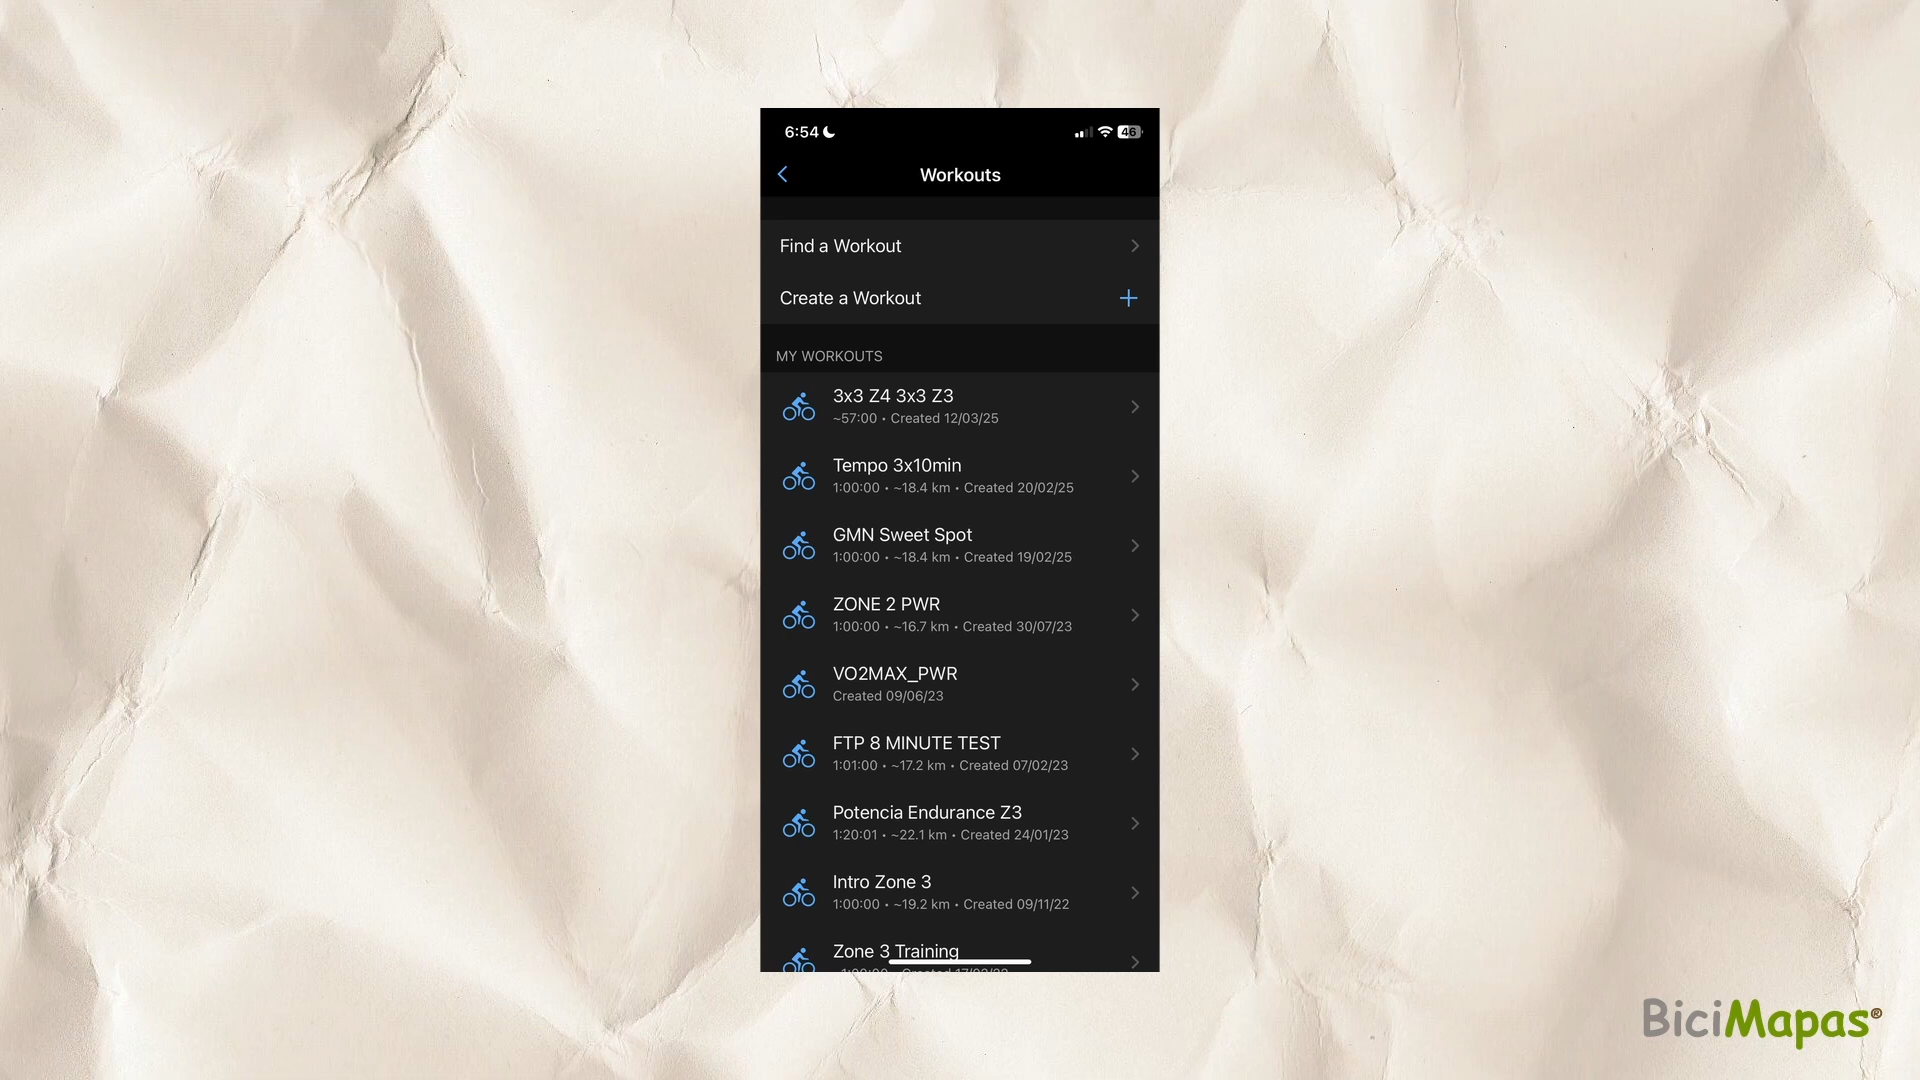 6:54
46
Workouts
Find a Workout
Create a Workout
MY WORKOUTS
3x3 Z4 3x3 Z3
~57:00 • Created 12/03/25
Tempo 3x10min
1:00:00 • ~18.4 km • Created 20/02/25
GMN Sweet Spot
1:00:00 • ~18.4 km • Created 19/02/25
ZONE 2 PWR
1:00:00 • ~16.7 km • Created 30/07/23
VO2MAX_PWR
Created 09/06/23
FTP 8 MINUTE TEST
1:01:00 • ~17.2 km • Created 07/02/23
Potencia Endurance Z3
1:20:01 • ~22.1 km • Created 24/01/23
Intro Zone 3
1:00:00 • ~19.2 km • Created 09/11/22
Zone 3 Training
BiciMapas®